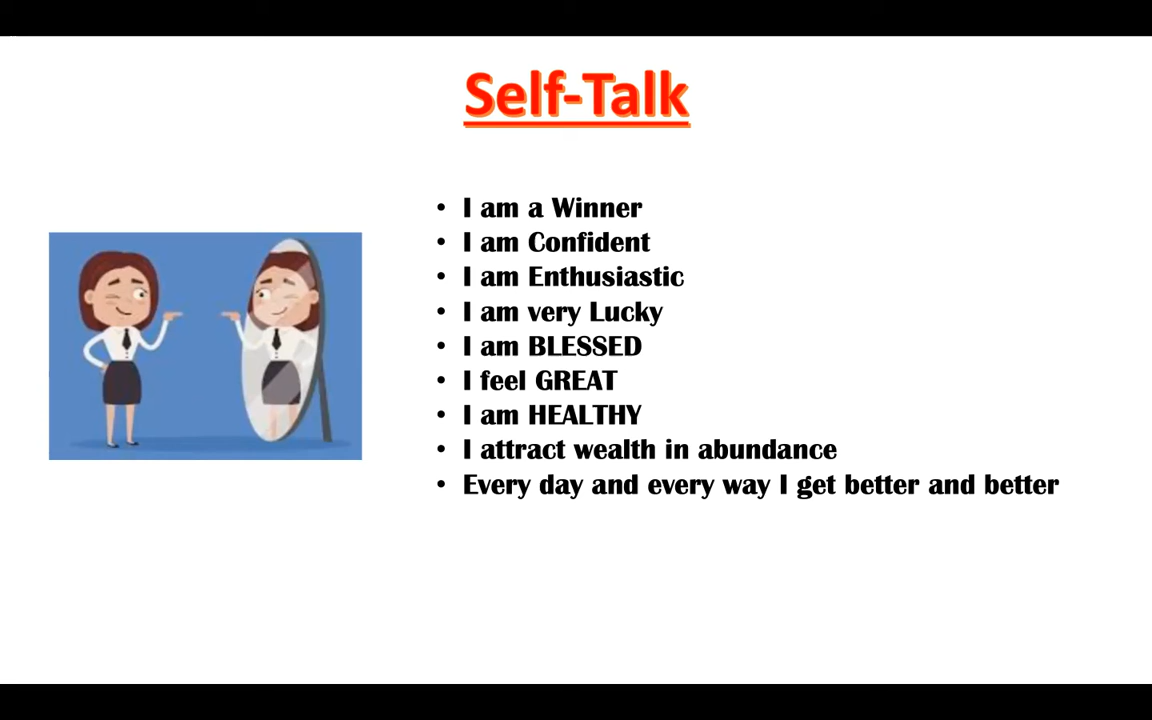 Self-Talk
• I am a Winner
• I am Confident
• I am Enthusiastic
• I am very Lucky
• I am BLESSED
• I feel GREAT
• I am HEALTHY
• I attract wealth in abundance
• Every day and every way I get better and better